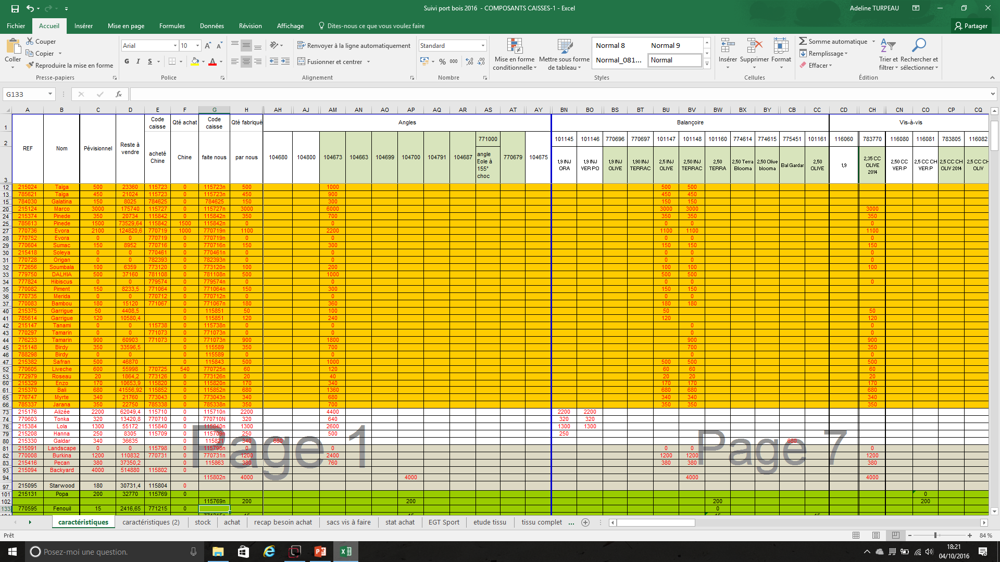 Suivi port bois 2016 - COMPOSANTS CAISSES-1 - Excel
Adeline TURPEAU
Fichier Accueil Insérer Mise en page Formules Données Révision Affichage Dites-nous ce que vous voulez faire Partager
Coller
Couper
Copier
Reproduire la mise en forme
Presse-papiers
Arial 10
G I S
Police
Renvoyer à la ligne automatiquement
Fusionner et centrer
Alignement
Standard
% 000
Nombre
Mise en forme conditionnelle
Mettre sous forme de tableau
Normal 8 Normal 9
Normal_081... Normal
Styles
Insérer Supprimer Format
Cellules
Somme automatique
Remplissage
Effacer
Trier et filtrer
Rechercher et sélectionner
Édition
G133
fx
A B C D E F G H AH AJ AM AN AO AP AQ AR AS AT AY BN BO BS BT BU BV BW BX BY CB CC CD CH CN CO CP CQ
1 REF Nom Pévisionnel Reste à vendre Code caisse Qté achat Code caisse Qté fabriqué Angles Balançoire Vis-à-vis
2 771000 101145 101146 770696 770697 101147 101148 101160 774614 774615 775451 101161 116060 783770 116080 116081 783805 116082
3 acheté Chine Chine faite nous par nous 104680 104800 104673 104663 104699 104700 104791 104687 angle Eole à 155° choc 770679 104675 1,9 INJ ORA 1,9 INJ VER PO 1,9 INJ OLIVE 1,90 INJ TERRAC 2,5 INJ OLIVE 2,50 INJ TERRAC 2,50 TERRA 2,50 Terra Blooma 2,50 Olive blooma Bal Gardar 2,50 OLIVE 1,9 2,35 CC OLIVE 2014 2,50 CC VER P 2,5 CC CH VER P 2,5 CC CH OLIV 2014 2,5 CC CH OLIV
12 215024 Taïga 500 23360 115723 0 115723n 500 1000 500 500
13 785621 Taïga 450 21024 115723 0 115723n 450 900 450 450
15 784030 Galatina 150 8025 784625 0 784625 150 300 150 150
20 215124 Marco 3000 175740 115727 0 115727n 3000 6000 3000 3000 3000
24 215374 Pinede 350 20734 115842 0 115842n 350 700 350 350 350
25 785613 Pinede 1500 73529,64 115842 1500 115842n 0 0 0 0 0
27 770736 Evora 2100 124820,6 770719 1000 770719n 1100 2200 1100 1100 1100
28 770752 Evora 0 0 770719 0 770719n 0 0 0 0 0
29 770604 Sumac 150 8952 770716 0 770716n 150 300 150 150 150
30 215418 Soleya 0 0 770461 0 770461n 0 0 0 0 0
31 770728 Origan 0 0 782393 0 782393n 0 0 0 0 0
32 772656 Soumbala 100 6359 773120 0 773120n 100 200 100 100 100
33 779750 DALHIA 500 37160 781108 0 781108n 500 1000 500 500
34 777824 Hibiscus 0 0 779574 0 779574n 0 0 0 0 0
35 770082 Piment 150 8233,5 771064 0 771064n 150 300 150 150
36 770735 Merida 0 0 770712 0 770712n 0 0 0 0
37 770083 Bambou 180 15120 771067 0 771067n 180 360 180 180
40 215375 Garrigue 50 4408,5 0 115851 50 100 50 50
41 785614 Garrigue 120 10580,4 0 115851 120 240 120 120
42 215147 Tanami 0 0 115738 0 115738n 0 0 0 0
43 770297 Tamarin 0 0 771073 0 771073n 0 0 0 0
44 776233 Tamarin 900 60903 771073 0 771073n 900 1800 900 900
45 215148 Birdy 350 33596,5 0 115589 350 700 700 350
46 788298 Birdy 0 0 0 115589 0 0 0 0
47 215382 Safran 500 46870 0 115843 500 1000 500 500 500
52 770605 Liveche 600 55998 770725 540 770725n 60 120 60 60 60
53 772979 Roseau 20 1864,2 773126 0 773126n 20 40 20 20 20
60 215329 Enzo 170 10653,9 115820 0 115820n 170 340 170 170 170
61 215370 Bali 680 41556,92 115852 0 115852n 680 1360 680 680 680
65 776747 Myrte 340 21760 773043 0 773043n 340 680 340 340 340
66 785337 Jarana 350 22750 785338 0 785338n 350 700 350 350 350
73 215176 Alizée 2200 62049,4 115710 0 115710n 2200 4400 2200 2200
74 770603 Tonka 320 13420,8 770710 0 770710N 320 640 320 320
76 215384 Lola 1300 55172 115840 0 115840n 1300 2600 1300 1300
79 215208 Hanna 250 8305 115709 0 115709n 250 500 250
80 215330 Galdar 340 36635 0 115821 340 680 680
81 215091 Landscape 0 0 115798 0 115798n 0 0 0 0 0
82 770008 Burkina 1200 110832 770731 0 770731n 1200 2400 1200 1200 1200
83 215416 Pecan 380 37350,2 0 115863 380 760 380 380 380
93 215094 Backyard 4000 514880 115802 0
94 115802n 4000 4000 4000 4000
97 215095 Starwood 180 30731,4 115804 0
101 215131 Popa 200 32770 115769 0 0
102 115769n 200 200 200 200
133 770595 Fenouil 15 2416,65 771215 0 0
Page 1 Page 7
caractéristiques caractéristiques (2) stock achat recap besoin achat sacs vis à faire stat achat EGT Sport etude tissu tissu complet ...
Prêt
84 %
Posez-moi une question.
18:21
04/10/2016